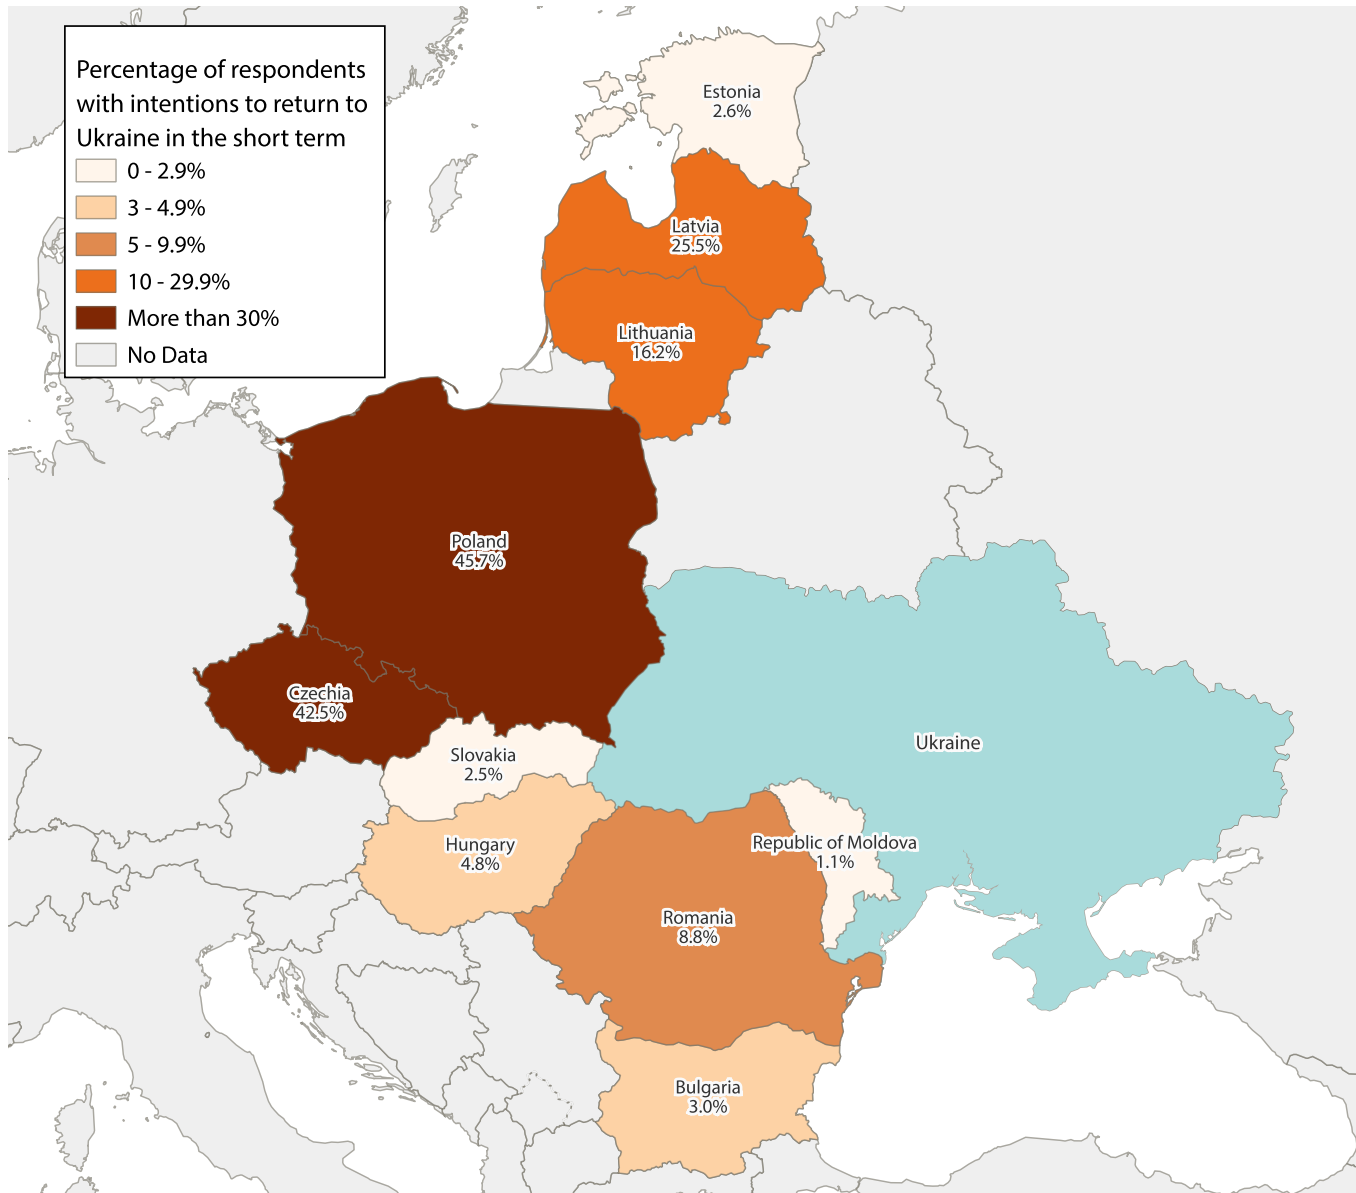 Percentage of respondents
with intentions to return to
Ukraine in the short term
0 - 2.9%
3 - 4.9%
5 - 9.9%
10 - 29.9%
More than 30%
No Data
Estonia
2.6%
Latvia
25.5%
Lithuania
16.2%
Poland
45.7%
Czechia
42.5%
Slovakia
2.5%
Ukraine
Hungary
4.8%
Republic of Moldova
1.1%
Romania
8.8%
Bulgaria
3.0%